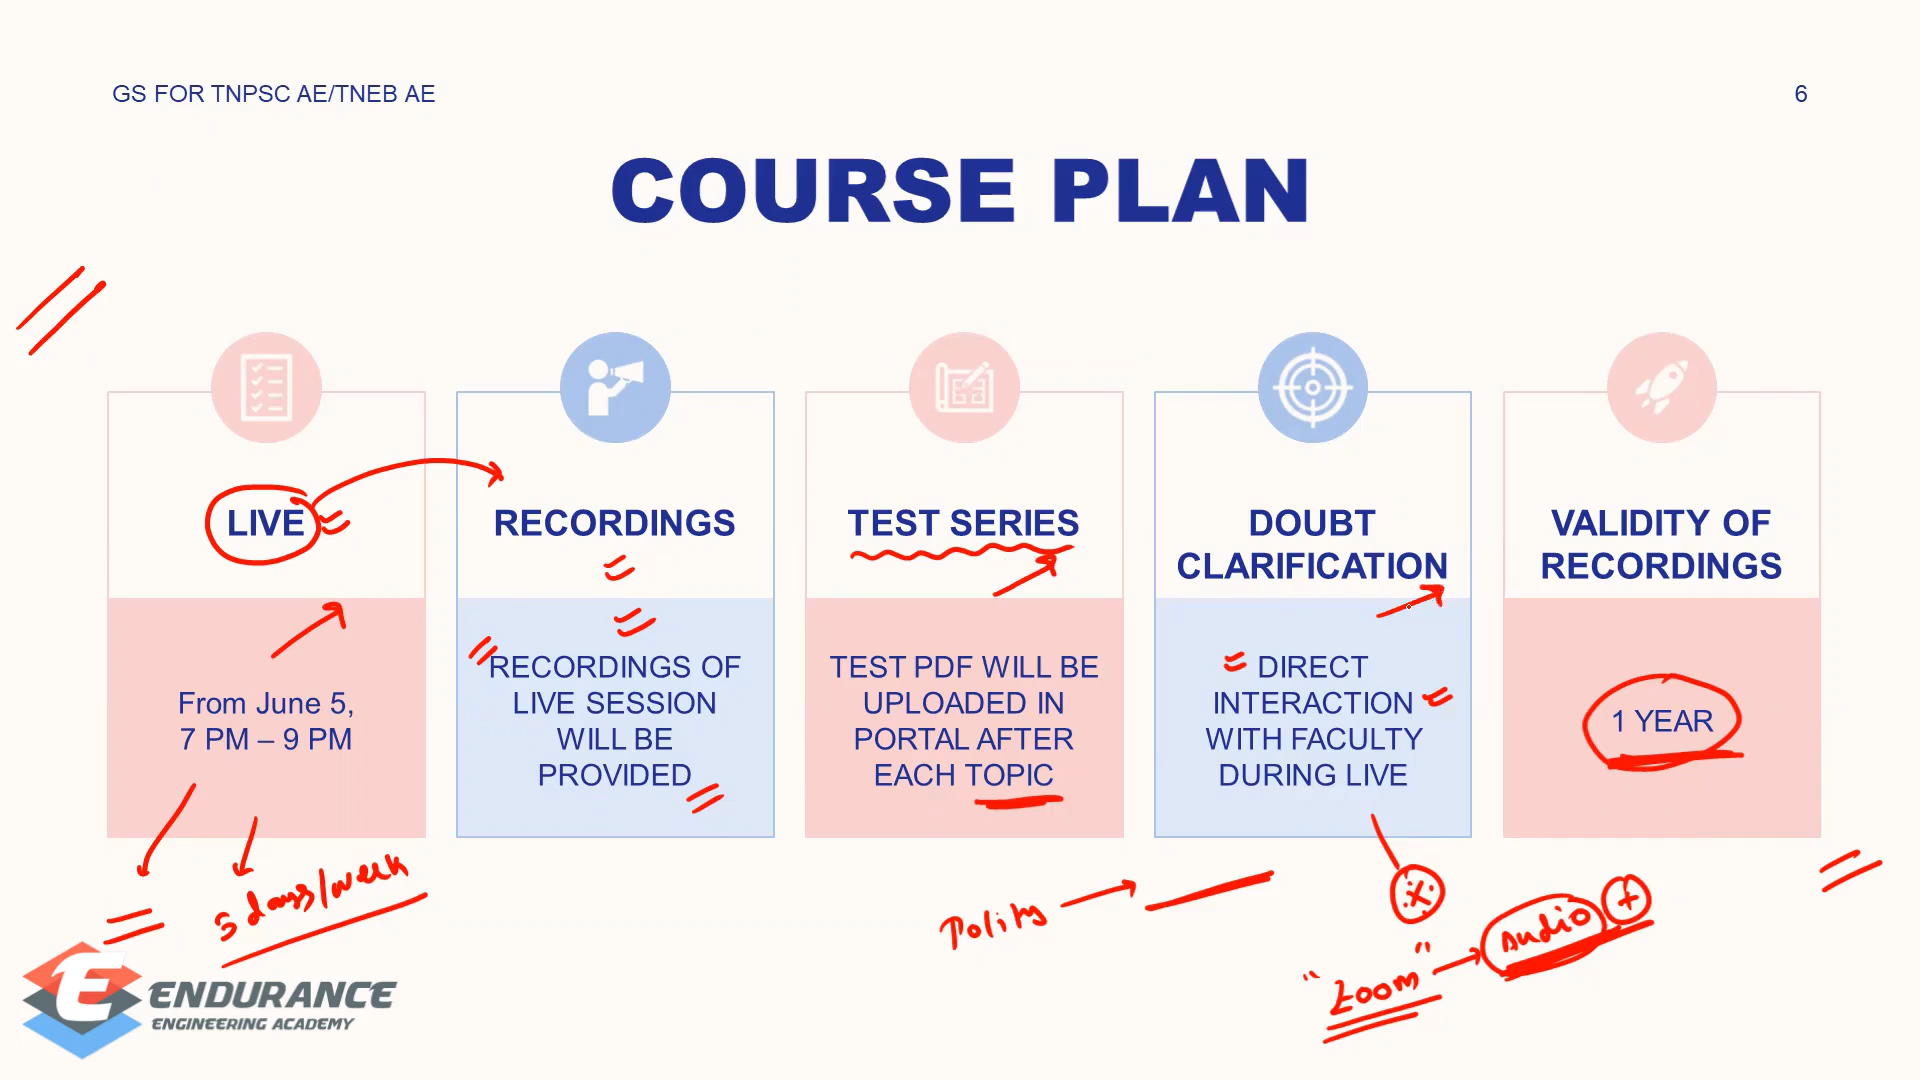 GS FOR TNPSC AE/TNEB AE
6
COURSE PLAN
LIVE
From June 5,
7 PM – 9 PM
RECORDINGS
RECORDINGS OF
LIVE SESSION
WILL BE
PROVIDED
TEST SERIES
TEST PDF WILL BE
UPLOADED IN
PORTAL AFTER
EACH TOPIC
DOUBT
CLARIFICATION
DIRECT
INTERACTION
WITH FACULTY
DURING LIVE
VALIDITY OF
RECORDINGS
1 YEAR
days/week
Polity
"Zoom"
Audio +
ENDURANCE
ENGINEERING ACADEMY